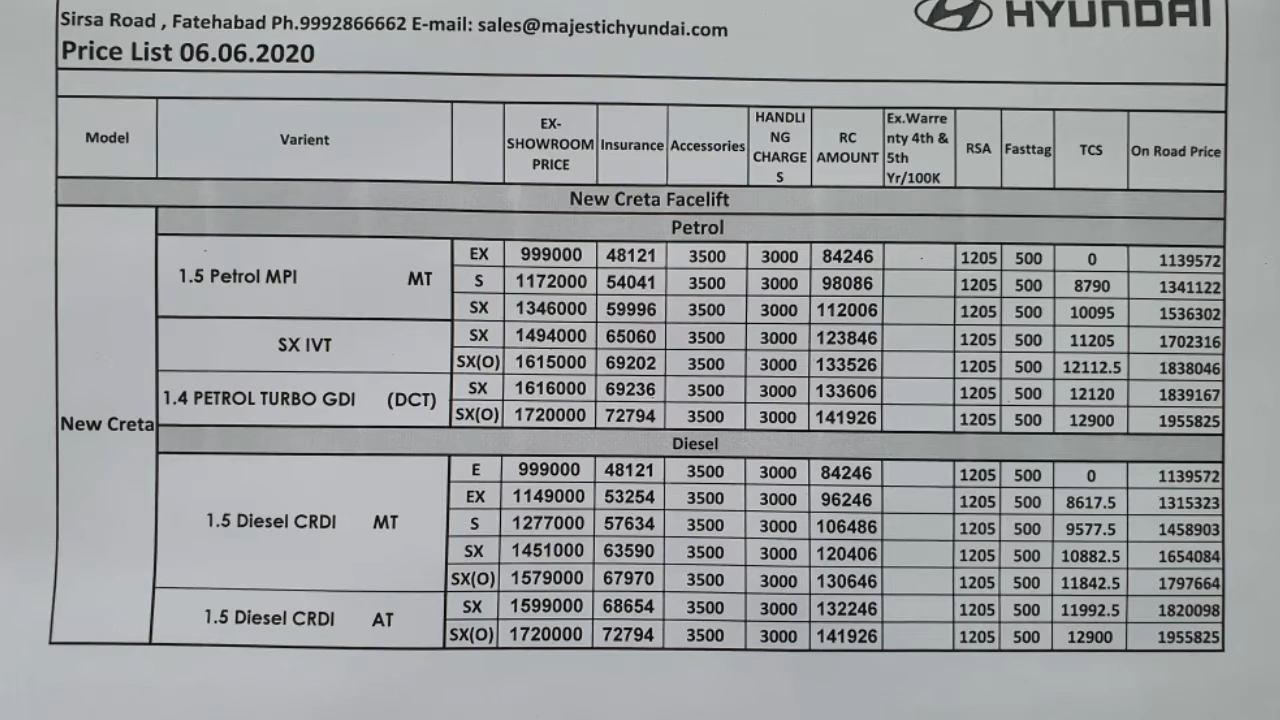 Sirsa Road , Fatehabad Ph.9992866662 E-mail: sales@majestichyundai.com
HYUNDAI
Price List 06.06.2020
Model Varient EX-SHOWROOM PRICE Insurance Accessories HANDLING CHARGES RC AMOUNT Ex.Warrenty 4th & 5th Yr/100K RSA Fasttag TCS On Road Price
New Creta Facelift
Petrol
1.5 Petrol MPI MT
EX 999000 48121 3500 3000 84246 1205 500 0 1139572
S 1172000 54041 3500 3000 98086 1205 500 8790 1341122
SX 1346000 59996 3500 3000 112006 1205 500 10095 1536302
SX IVT
SX 1494000 65060 3500 3000 123846 1205 500 11205 1702316
SX(O) 1615000 69202 3500 3000 133526 1205 500 12112.5 1838046
1.4 PETROL TURBO GDI (DCT)
SX 1616000 69236 3500 3000 133606 1205 500 12120 1839167
SX(O) 1720000 72794 3500 3000 141926 1205 500 12900 1955825
New Creta
Diesel
1.5 Diesel CRDI MT
E 999000 48121 3500 3000 84246 1205 500 0 1139572
EX 1149000 53254 3500 3000 96246 1205 500 8617.5 1315323
S 1277000 57634 3500 3000 106486 1205 500 9577.5 1458903
SX 1451000 63590 3500 3000 120406 1205 500 10882.5 1654084
SX(O) 1579000 67970 3500 3000 130646 1205 500 11842.5 1797664
1.5 Diesel CRDI AT
SX 1599000 68654 3500 3000 132246 1205 500 11992.5 1820098
SX(O) 1720000 72794 3500 3000 141926 1205 500 12900 1955825